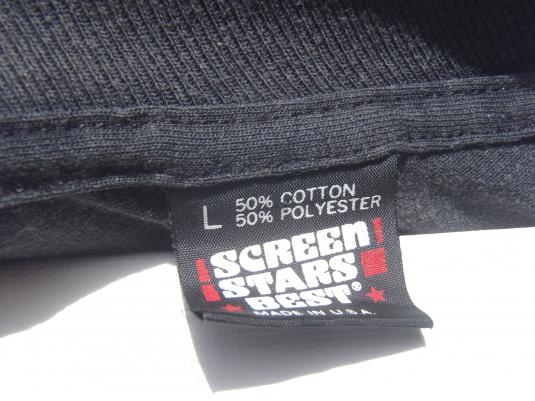 L
50% COTTON
50% POLYESTER
SCREEN
STARS
BEST®
MADE IN U.S.A.